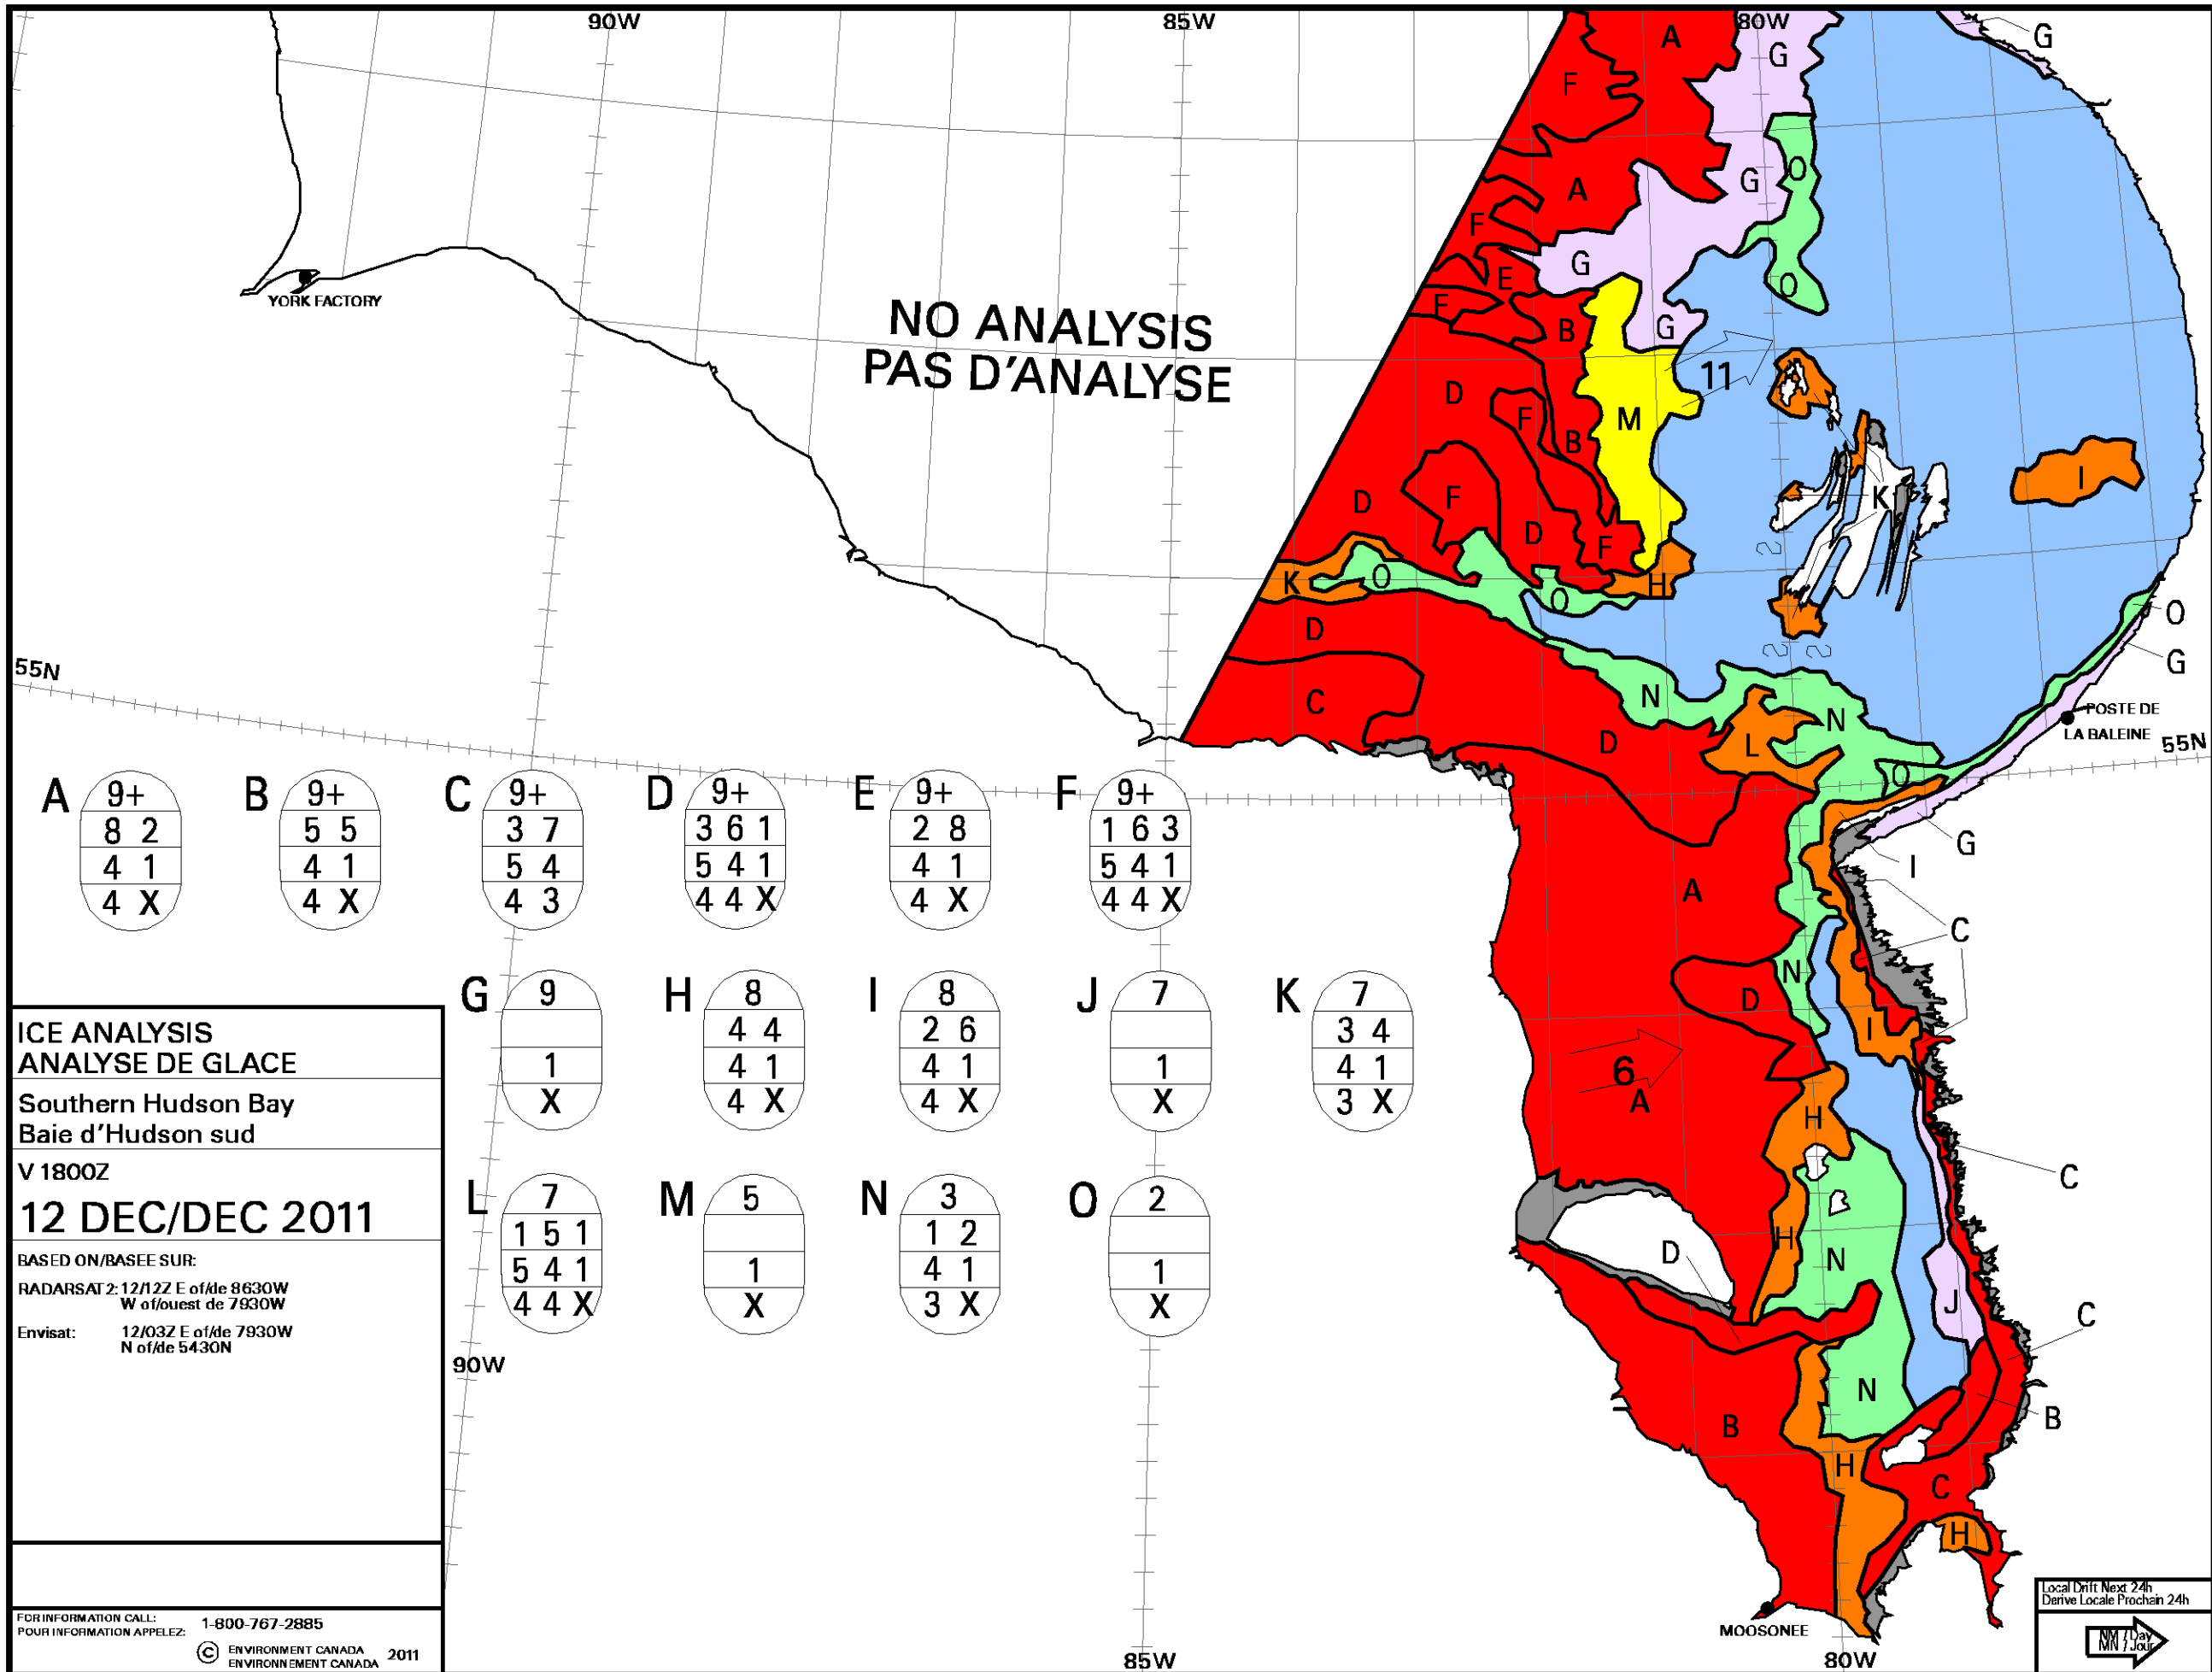 90W
85W
80W
G
A
G
F
O
G
A
F
G
O
E
F
B
G
YORK FACTORY
NO ANALYSIS
PAS D'ANALYSE
11
D
F
M
B
I
F
D
K
D
F
K
O
O
H
O
D
G
55N
C
N
N
POSTE DE
LA BALEINE
55N
D
L
O
A
9+
8 2
4 1
4 X
B
9+
5 5
4 1
4 X
C
9+
3 7
5 4
4 3
D
9+
3 6 1
5 4 1
4 4 X
E
9+
2 8
4 1
4 X
F
9+
1 6 3
5 4 1
4 4 X
G
I
A
C
N
D
G
9
1
X
H
8
4 4
4 1
4 X
I
8
2 6
4 1
4 X
J
7
1
X
K
7
3 4
4 1
3 X
I
6
A
H
C
L
7
1 5 1
5 4 1
4 4 X
M
5
1
X
N
3
1 2
4 1
3 X
O
2
1
X
D
H
N
J
C
N
B
B
H
C
H
90W
85W
80W
MOOSONEE
ICE ANALYSIS
ANALYSE DE GLACE
Southern Hudson Bay
Baie d'Hudson sud
V 1800Z
12 DEC/DEC 2011
BASED ON/BASEE SUR:
RADARSAT2: 12/12Z E of/de 8630W
W of/ouest de 7930W
Envisat: 12/03Z E of/de 7930W
N of/de 5430N
FOR INFORMATION CALL: 1-800-767-2885
POUR INFORMATION APPELEZ:
© ENVIRONMENT CANADA 2011
ENVIRONNEMENT CANADA
Local Drift Next 24h
Derive Locale Prochain 24h
NM / Day
MN / Jour